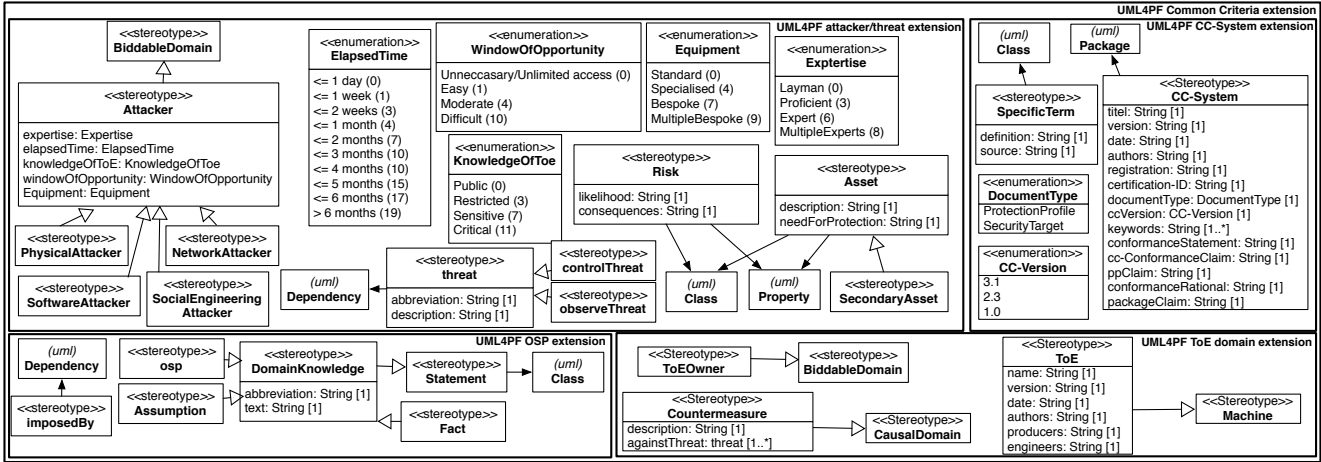 UML4PF Common Criteria extension
UML4PF attacker/threat extension
<<stereotype>>
BiddableDomain
<<stereotype>>
Attacker
expertise: Expertise
elapsedTime: ElapsedTime
knowledgeOfToE: KnowledgeOfToe
windowOfOpportunity: WindowOfOpportunity
Equipment: Equipment
<<stereotype>>
PhysicalAttacker
<<stereotype>>
NetworkAttacker
<<stereotype>>
SoftwareAttacker
<<stereotype>>
SocialEngineering
Attacker
<<enumeration>>
ElapsedTime
<= 1 day (0)
<= 1 week (1)
<= 2 weeks (3)
<= 1 month (4)
<= 2 months (7)
<= 3 months (10)
<= 4 months (10)
<= 5 months (15)
<= 6 months (17)
> 6 months (19)
<<enumeration>>
WindowOfOpportunity
Unneccasary/Unlimited access (0)
Easy (1)
Moderate (4)
Difficult (10)
<<enumeration>>
Equipment
Standard (0)
Specialised (4)
Bespoke (7)
MultipleBespoke (9)
<<enumeration>>
Exptertise
Layman (0)
Proficient (3)
Expert (6)
MultipleExperts (8)
<<enumeration>>
KnowledgeOfToe
Public (0)
Restricted (3)
Sensitive (7)
Critical (11)
<<stereotype>>
Risk
likelihood: String [1]
consequences: String [1]
<<stereotype>>
Asset
description: String [1]
needForProtection: String [1]
(uml)
Dependency
<<stereotype>>
threat
abbreviation: String [1]
description: String [1]
<<stereotype>>
controlThreat
<<stereotype>>
observeThreat
(uml)
Class
(uml)
Property
<<stereotype>>
SecondaryAsset
UML4PF CC-System extension
(uml)
Class
(uml)
Package
<<stereotype>>
SpecificTerm
definition: String [1]
source: String [1]
<<enumeration>>
DocumentType
ProtectionProfile
SecurityTarget
<<enumeration>>
CC-Version
3.1
2.3
1.0
<<Stereotype>>
CC-System
titel: String [1]
version: String [1]
date: String [1]
authors: String [1]
registration: String [1]
certification-ID: String [1]
documentType: DocumentType [1]
ccVersion: CC-Version [1]
keywords: String [1..*]
conformanceStatement: String [1]
cc-ConformanceClaim: String [1]
ppClaim: String [1]
conformanceRational: String [1]
packageClaim: String [1]
UML4PF OSP extension
(uml)
Dependency
<<stereotype>>
imposedBy
<<stereotype>>
osp
<<stereotype>>
Assumption
<<stereotype>>
DomainKnowledge
abbreviation: String [1]
text: String [1]
<<stereotype>>
Statement
(uml)
Class
<<stereotype>>
Fact
UML4PF ToE domain extension
<<Stereotype>>
ToEOwner
<<stereotype>>
BiddableDomain
<<Stereotype>>
Countermeasure
description: String [1]
againstThreat: threat [1..*]
<<Stereotype>>
CausalDomain
<<Stereotype>>
ToE
name: String [1]
version: String [1]
date: String [1]
authors: String [1]
producers: String [1]
engineers: String [1]
<<Stereotype>>
Machine